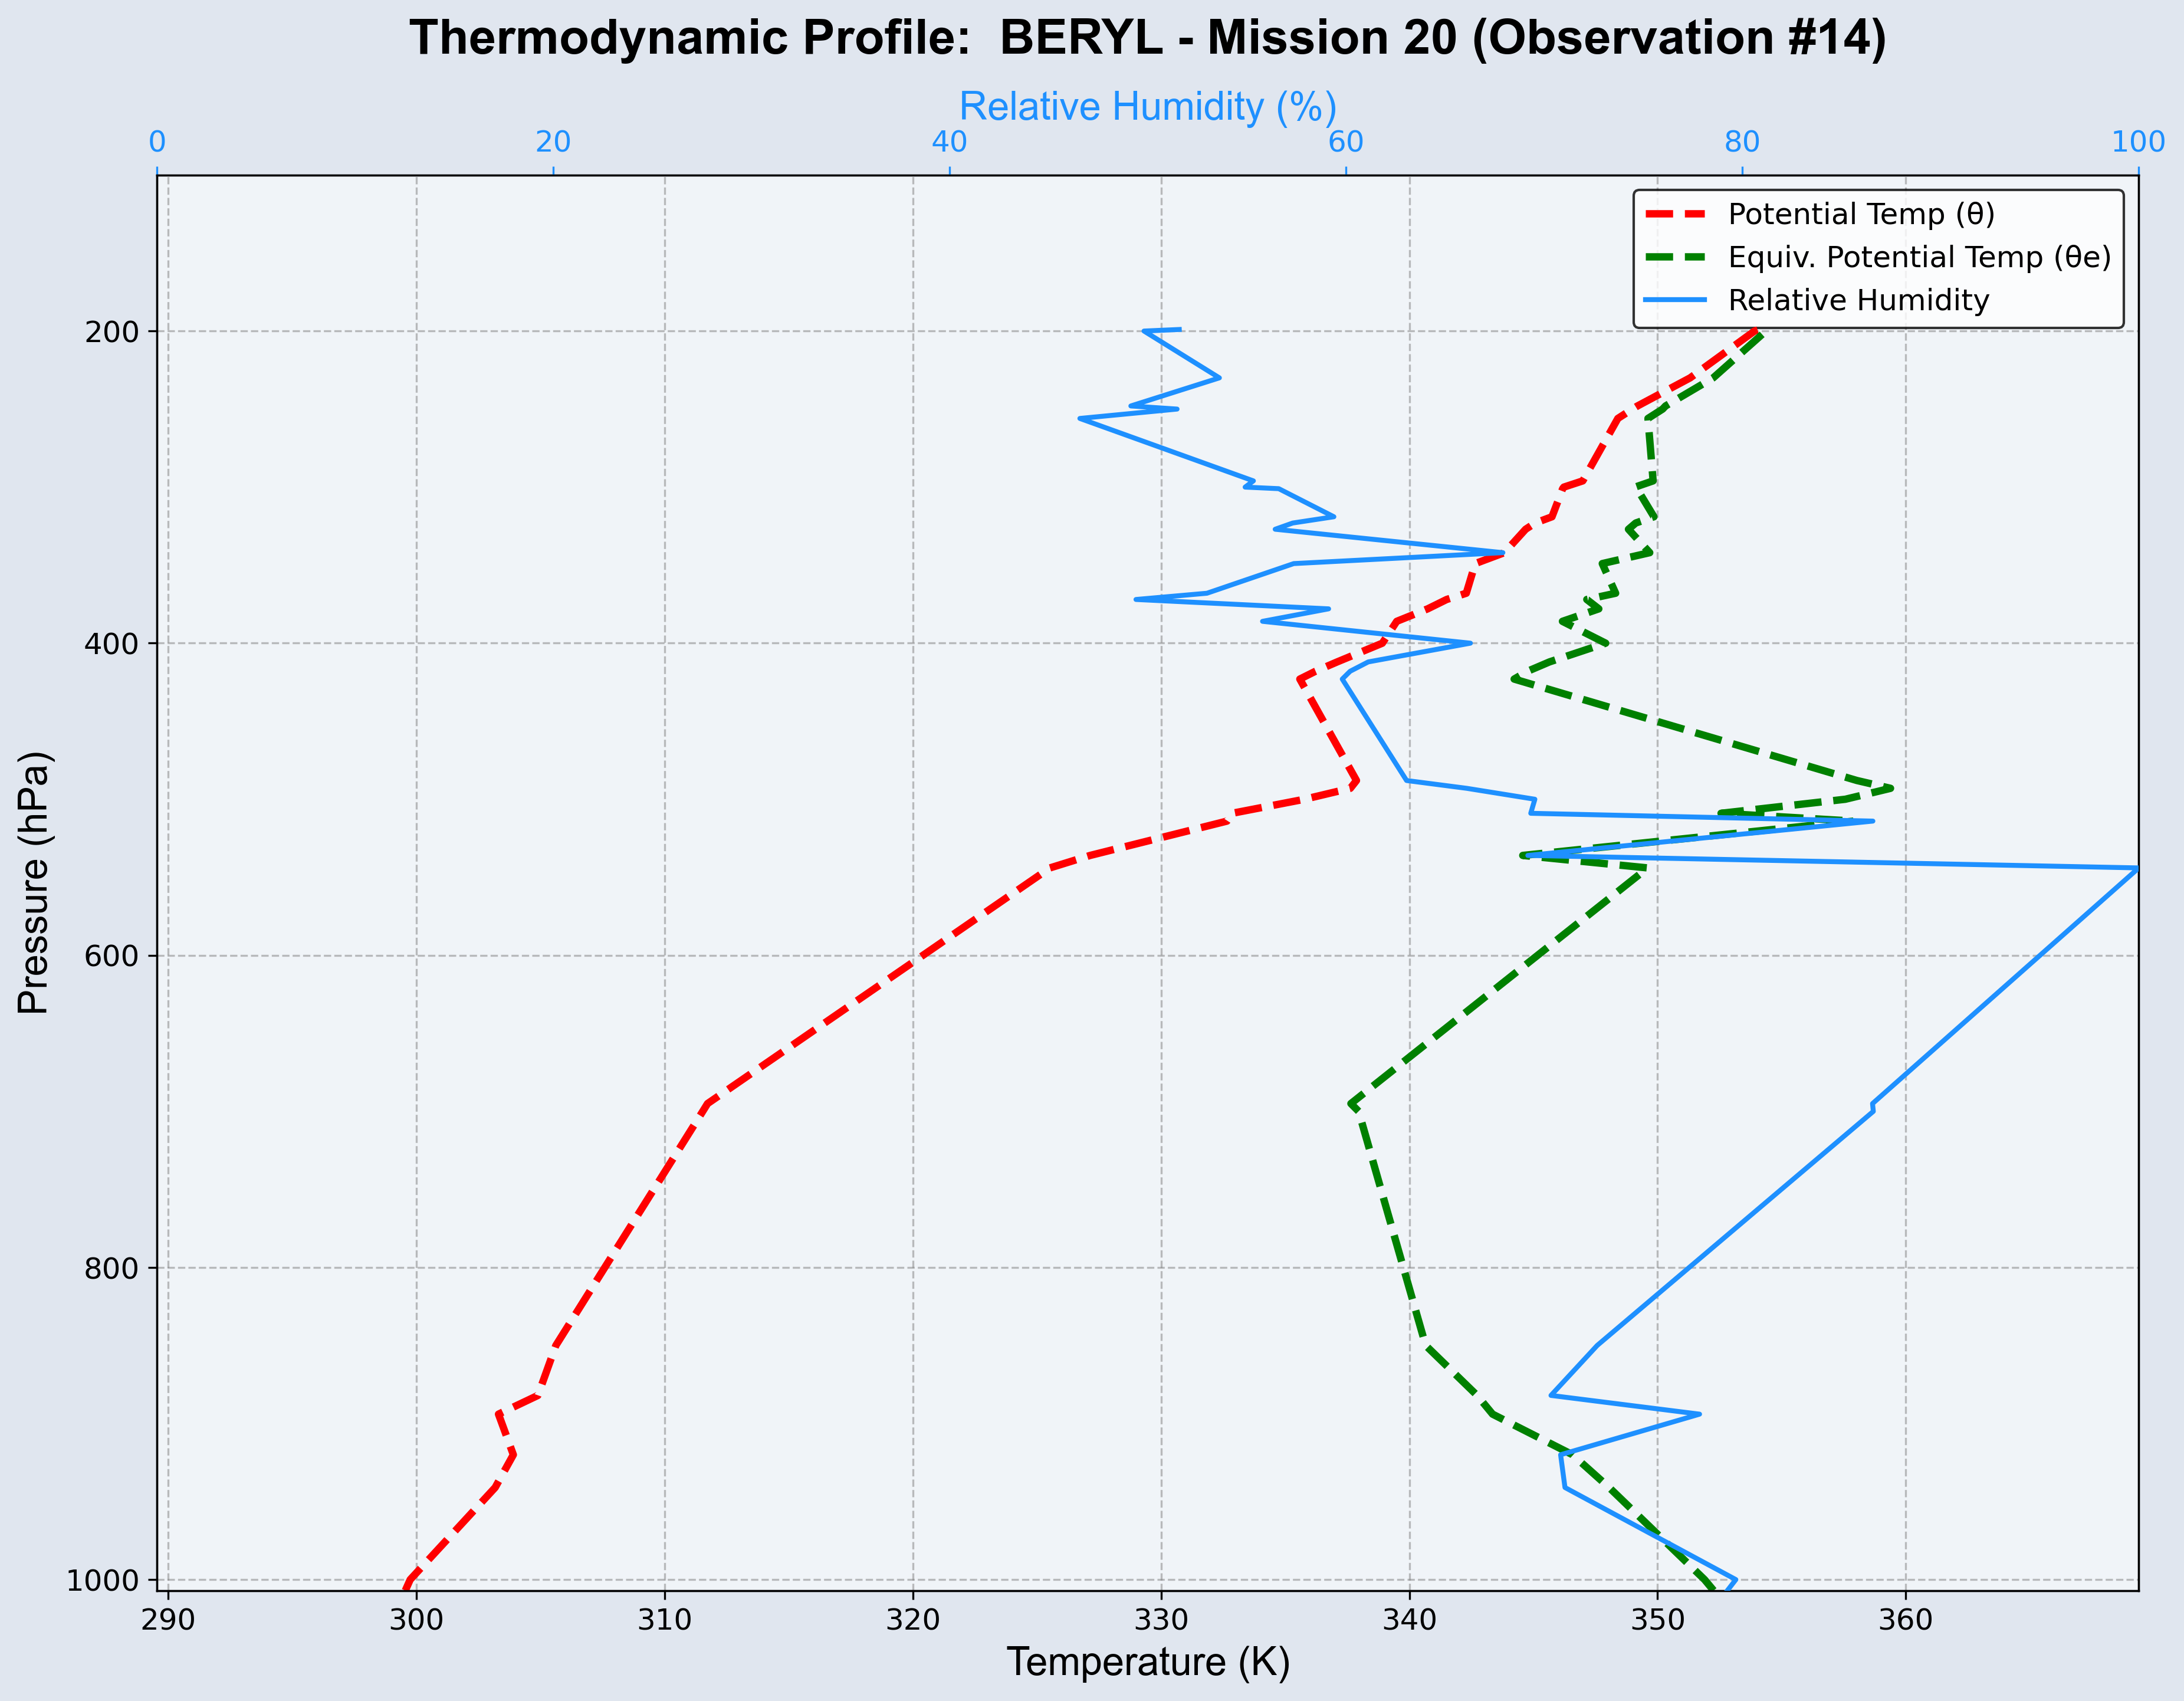 Thermodynamic Profile:  BERYL - Mission 20 (Observation #14)
Relative Humidity (%)
0 20 40 60 80 100
Potential Temp (θ)
Equiv. Potential Temp (θe)
Relative Humidity
Pressure (hPa)
200
400
600
800
1000
290 300 310 320 330 340 350 360
Temperature (K)